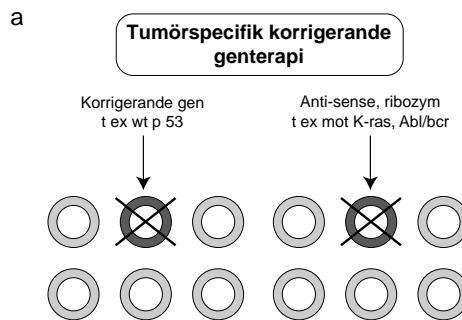 a
Tumörspecifik korrigerande
genterapi
Korrigerande gen
t ex wt p 53
Anti-sense, ribozym
t ex mot K-ras, Abl/bcr